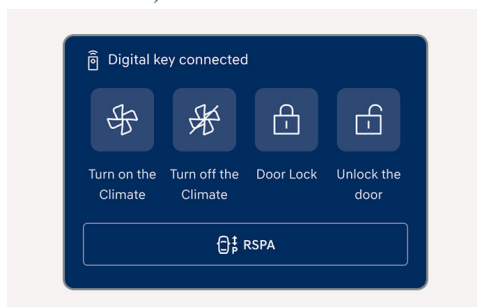 Digital key connected
Turn on the
Climate
Turn off the
Climate
Door Lock
Unlock the
door
P RSPA